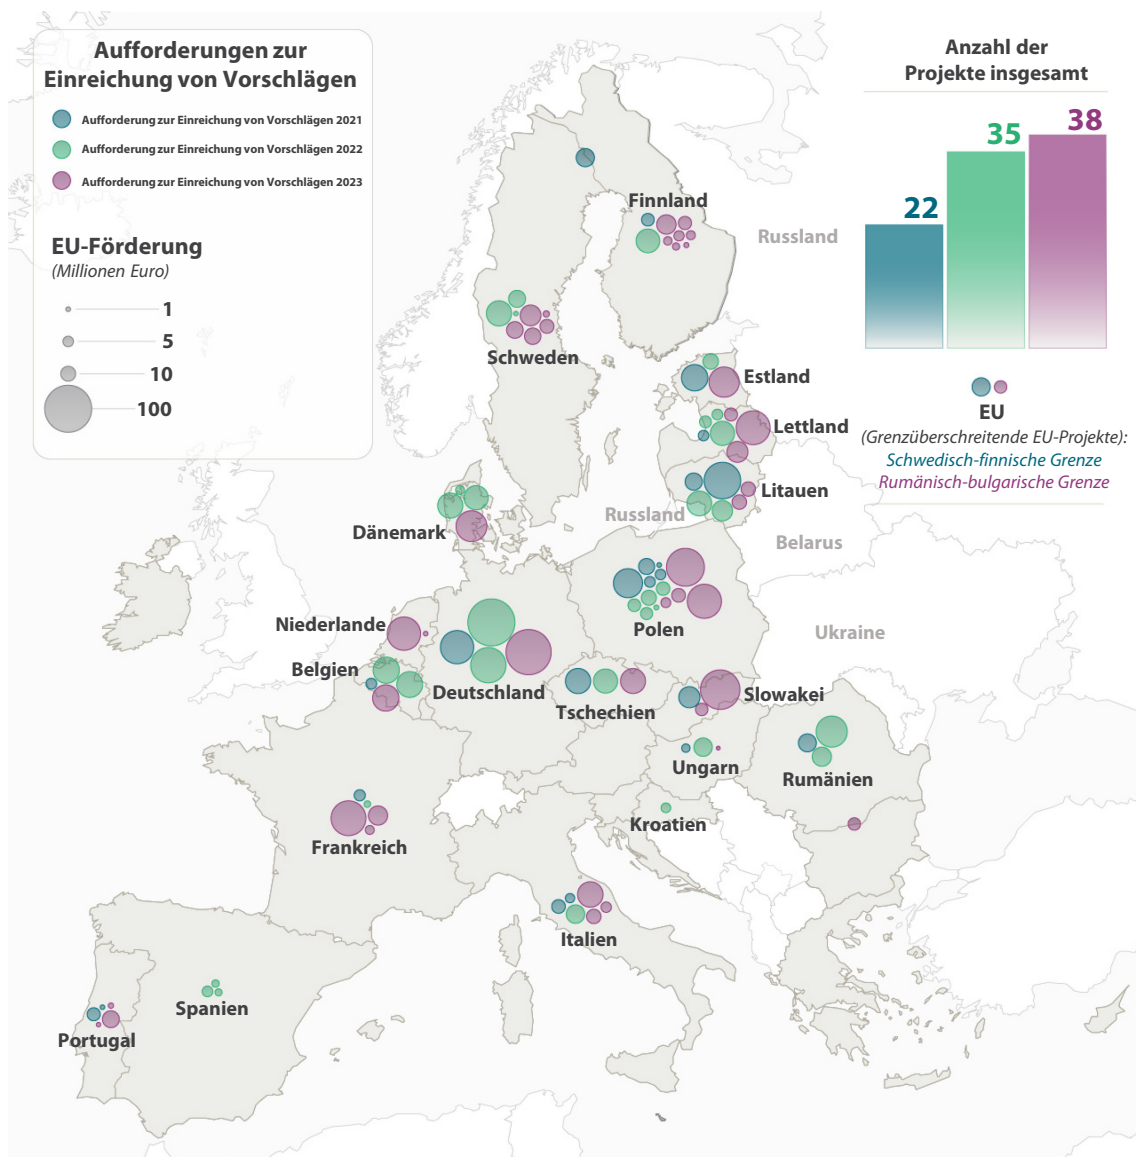 Aufforderungen zur
Einreichung von Vorschlägen
Aufforderung zur Einreichung von Vorschlägen 2021
Aufforderung zur Einreichung von Vorschlägen 2022
Aufforderung zur Einreichung von Vorschlägen 2023
EU-Förderung
(Millionen Euro)
1
5
10
100
Anzahl der
Projekte insgesamt
22
35
38
EU
(Grenzüberschreitende EU-Projekte):
Schwedisch-finnische Grenze
Rumänisch-bulgarische Grenze
Finnland
Russland
Schweden
Estland
Lettland
Litauen
Russland
Dänemark
Belarus
Niederlande
Polen
Ukraine
Belgien
Deutschland
Tschechien
Slowakei
Ungarn
Rumänien
Kroatien
Frankreich
Italien
Spanien
Portugal